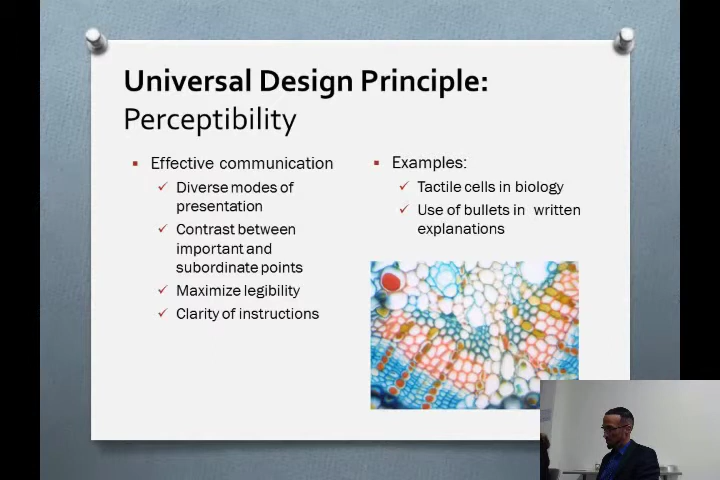 Universal Design Principle:
Perceptibility
Effective communication
Diverse modes of
presentation
Contrast between
important and
subordinate points
Maximize legibility
Clarity of instructions
Examples:
Tactile cells in biology
Use of bullets in written
explanations